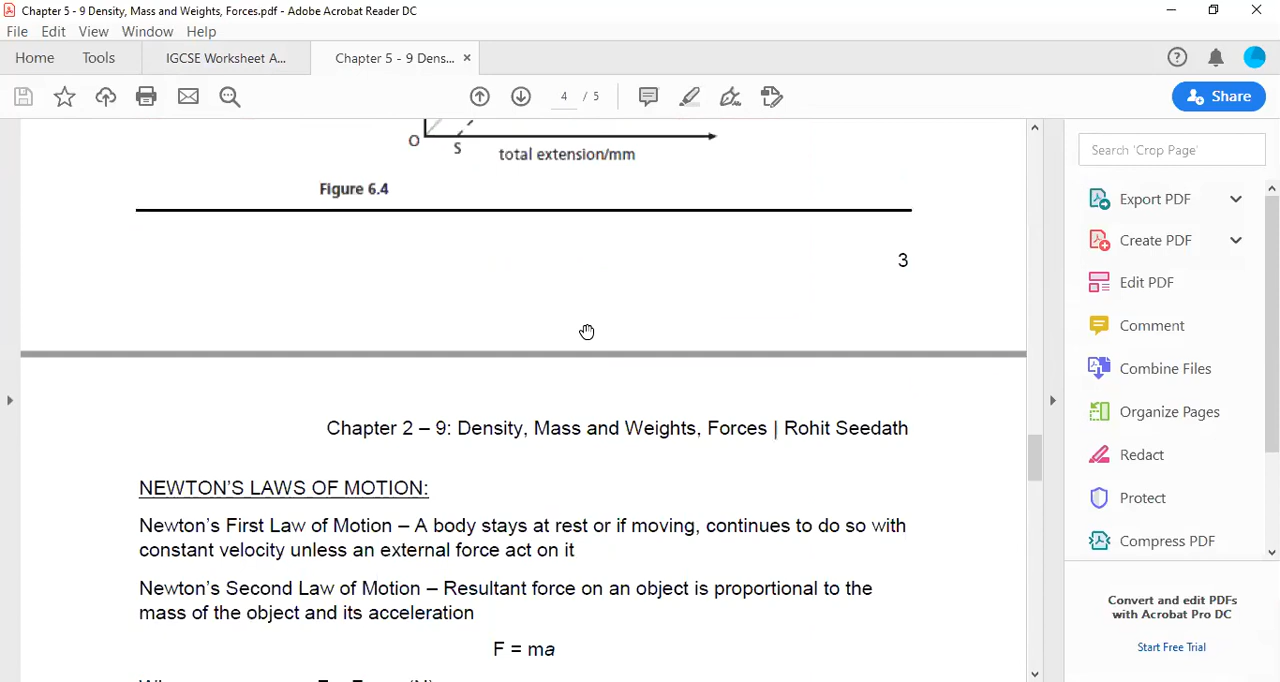 Chapter 5 - 9 Density, Mass and Weights, Forces.pdf - Adobe Acrobat Reader DC
File Edit View Window Help
Home Tools IGCSE Worksheet A... Chapter 5 - 9 Dens... ×
4 / 5
Share
O S
total extension/mm
Figure 6.4
3
Chapter 2 – 9: Density, Mass and Weights, Forces | Rohit Seedath
NEWTON'S LAWS OF MOTION:
Newton's First Law of Motion – A body stays at rest or if moving, continues to do so with
constant velocity unless an external force act on it
Newton's Second Law of Motion – Resultant force on an object is proportional to the
mass of the object and its acceleration
F = ma
Search 'Crop Page'
Export PDF
Create PDF
Edit PDF
Comment
Combine Files
Organize Pages
Redact
Protect
Compress PDF
Convert and edit PDFs
with Acrobat Pro DC
Start Free Trial